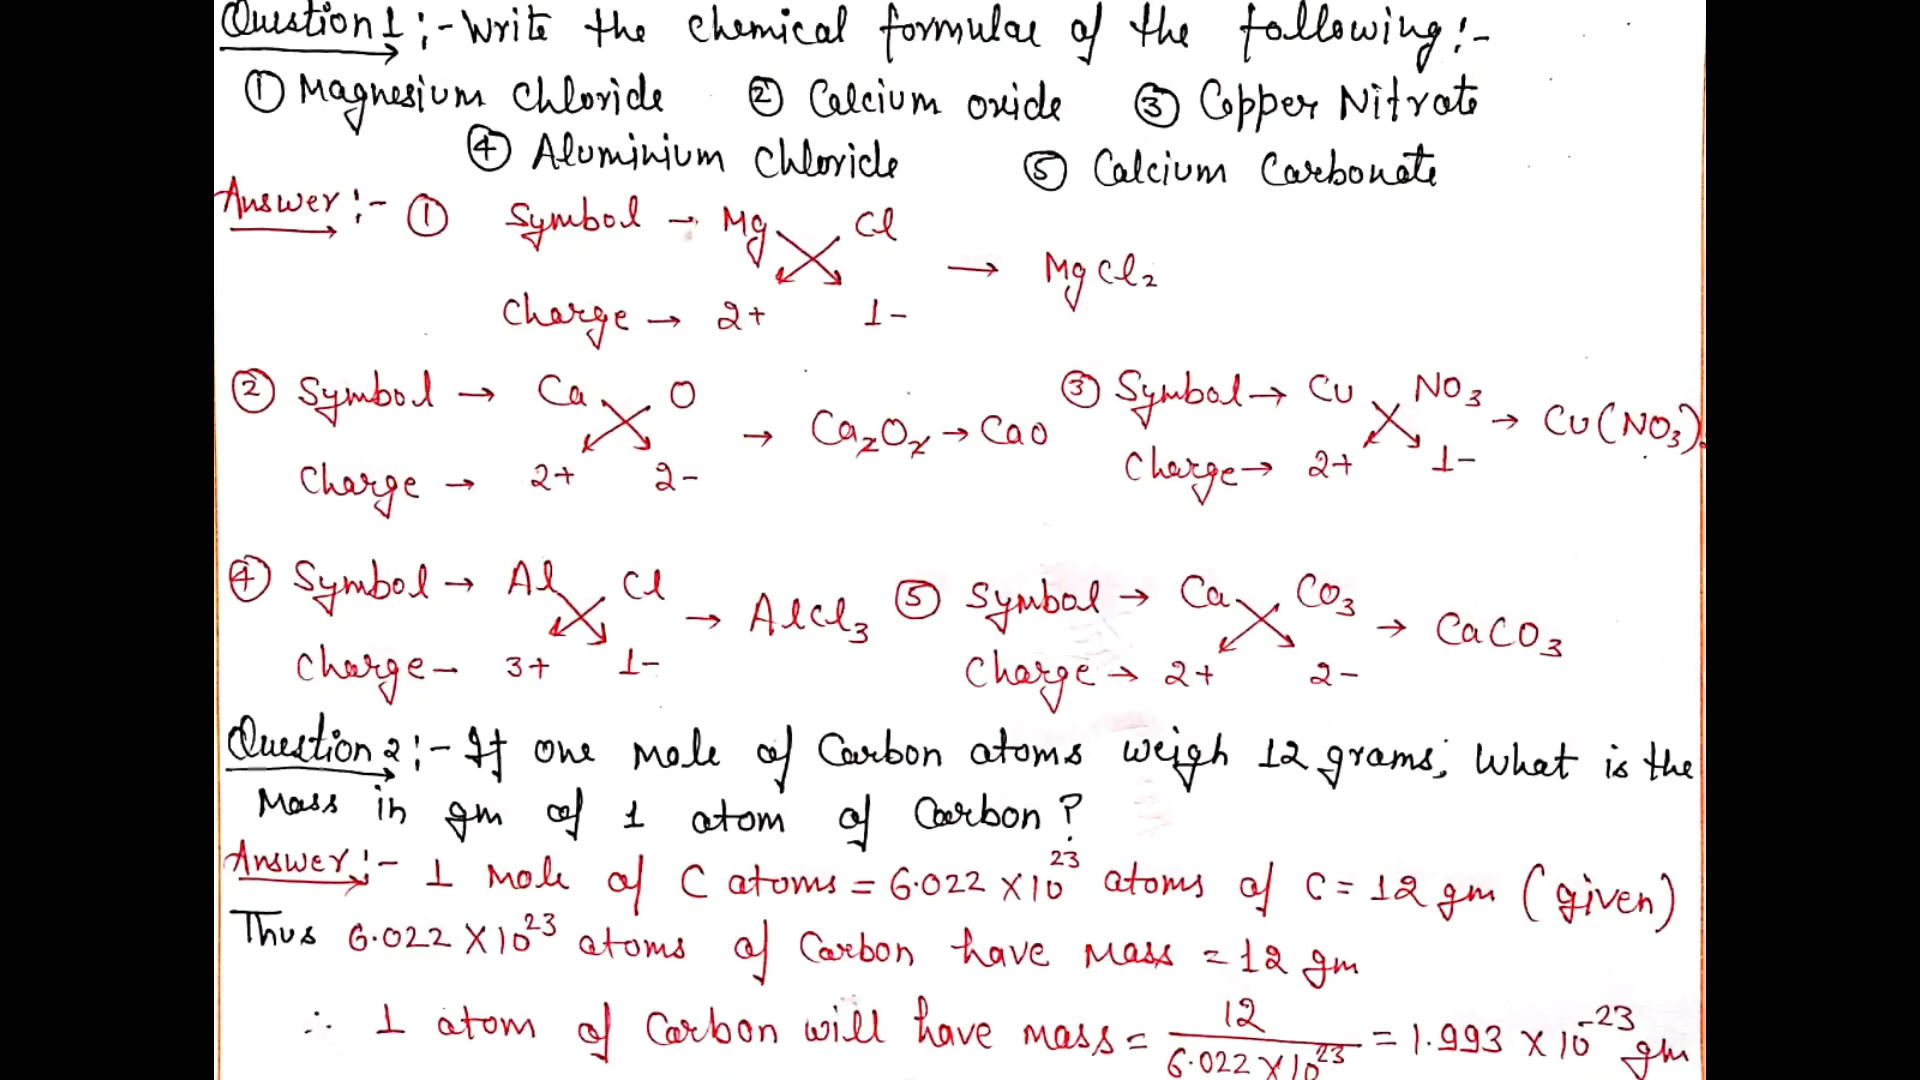 Question 1 :- Write the chemical formulae of the following :-
① Magnesium Chloride ② Calcium oxide ③ Copper Nitrate
④ Aluminium Chloride ⑤ Calcium Carbonate
Answer :- ① Symbol → Mg Cl
→ MgCl₂
Charge → 2+ 1-
② Symbol → Ca O
→ Ca₂O₂ → CaO
Charge → 2+ 2-
③ Symbol → Cu NO₃
→ Cu(NO₃)
Charge → 2+ 1-
④ Symbol → Al Cl
→ AlCl₃
Charge - 3+ 1-
⑤ Symbol → Ca CO₃
→ CaCO₃
Charge → 2+ 2-
Question 2 :- If one mole of Carbon atoms weigh 12 grams; What is the
Mass in gm of 1 atom of Carbon ?
Answer :- 1 Mole of C atoms = 6.022 × 10²³ atoms of C = 12 gm (given)
Thus 6.022 × 10²³ atoms of Carbon have Mass = 12 gm
∴ 1 atom of Carbon will have mass = 12 / 6.022 × 10²³ = 1.993 × 10⁻²³ gm